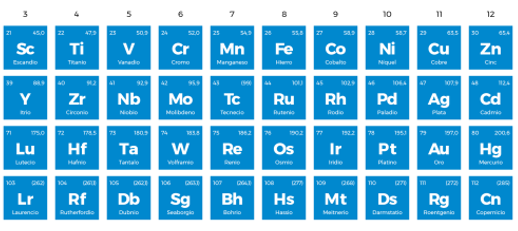 3 4 5 6 7 8 9 10 11 12
21 45,0 22 47,9 23 50,9 24 52,0 25 54,9 26 55,8 27 58,9 28 58,7 29 63,5 30 65,4
Sc Ti V Cr Mn Fe Co Ni Cu Zn
Escandio Titanio Vanadio Cromo Manganeso Hierro Cobalto Níquel Cobre Cinc
39 88,9 40 91,2 41 92,9 42 95,9 43 (99) 44 101,1 45 102,9 46 106,4 47 107,9 48 112,4
Y Zr Nb Mo Tc Ru Rh Pd Ag Cd
Itrio Circonio Niobio Molibdeno Tecnecio Rutenio Rodio Paladio Plata Cadmio
71 175,0 72 178,5 73 180,9 74 183,8 75 186,2 76 190,2 77 192,2 78 195,1 79 197,0 80 200,6
Lu Hf Ta W Re Os Ir Pt Au Hg
Lutecio Hafnio Tantalo Wolframio Renio Osmio Iridio Platino Oro Mercurio
103 (262) 104 105 106 107 108 (277) 109 (268) 110 (271) 111 (272) 112 (285)
Lr Rf Db Sg Bh Hs Mt Ds Rg Cn
Laurencio Rutherfordio Dubnio Seaborgio Bohrio Hassio Meitnerio Darmstatio Roentgenio Copernicio